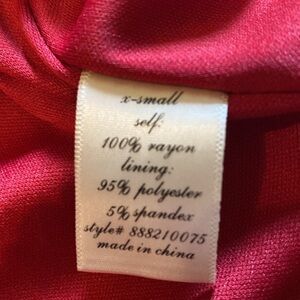 x-small
self:
100% rayon
lining:
95% polyester
5% spandex
style# 888210075
made in china